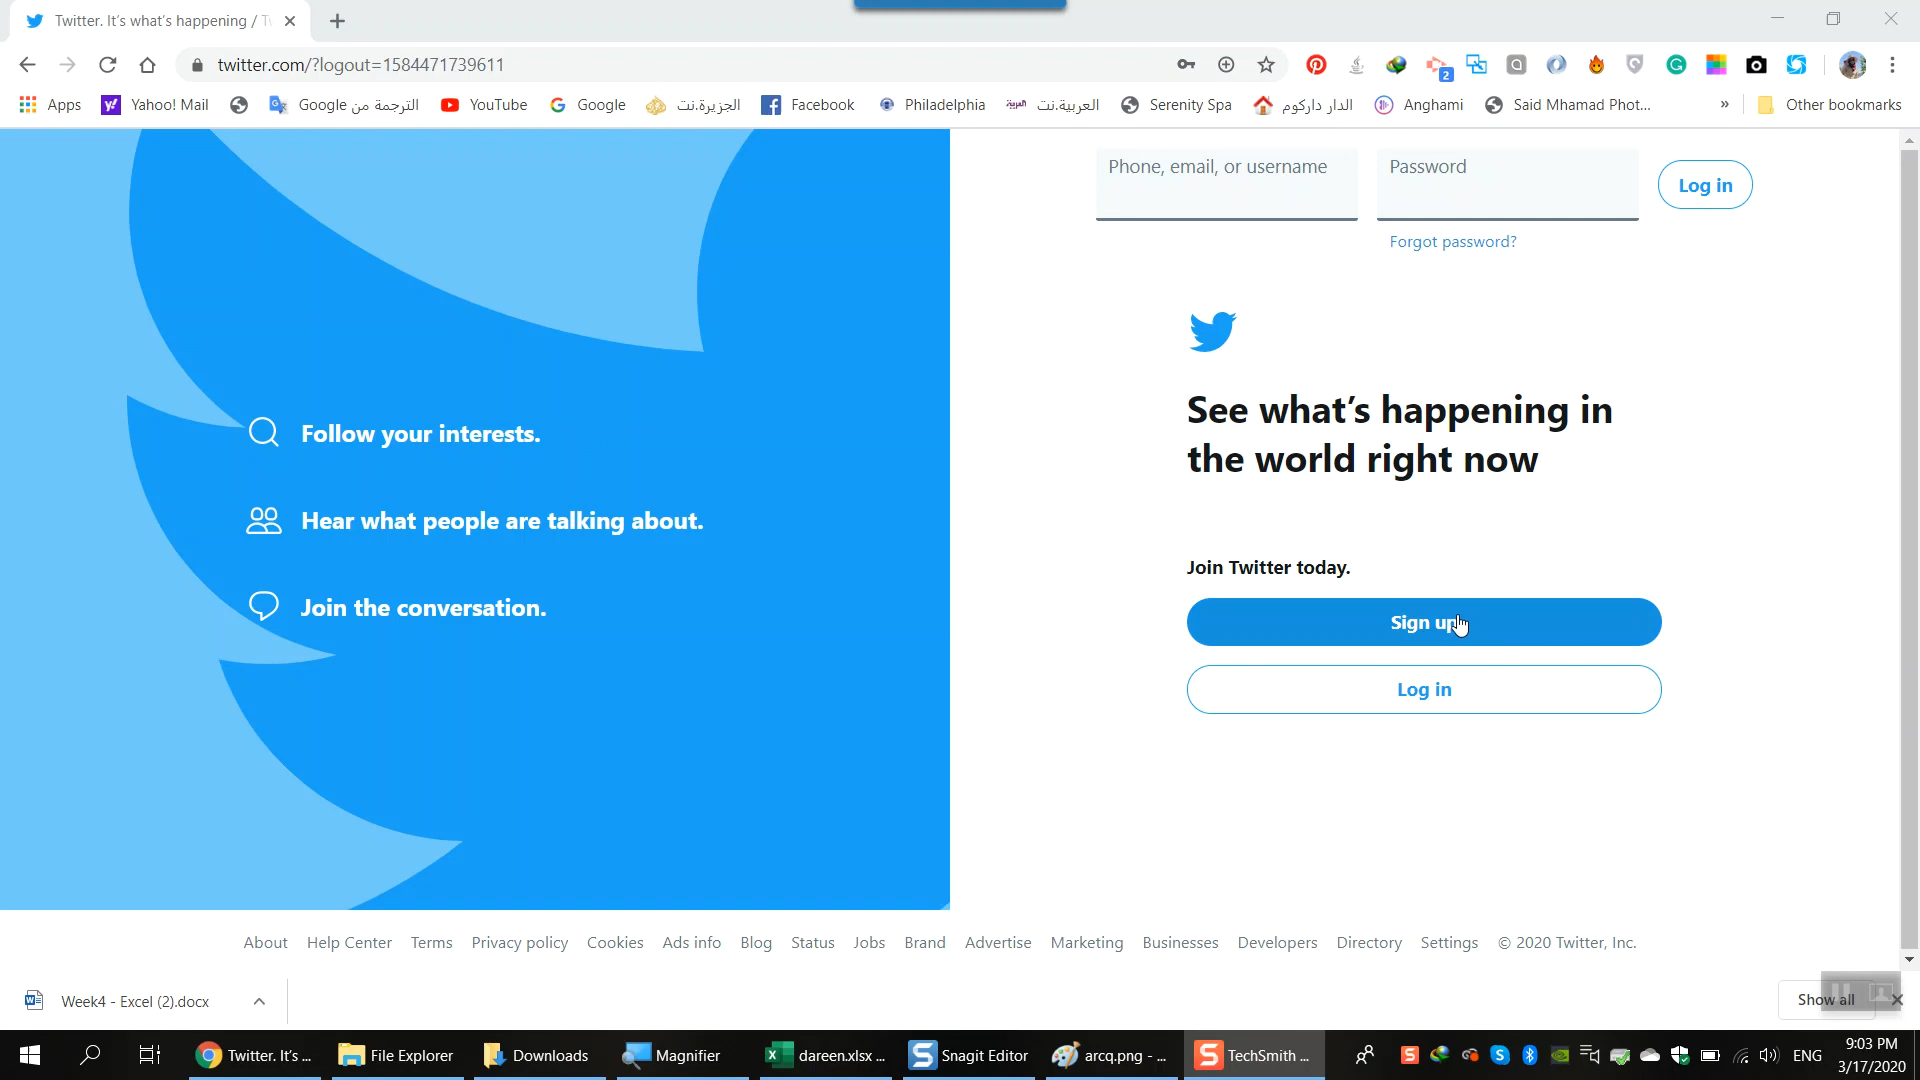 Twitter. It's what's happening / Tw
twitter.com/?logout=1584471739611
2
Apps
Yahoo! Mail
الترجمة من Google
YouTube
Google
الجزيرة.نت
Facebook
Philadelphia
العربية.نت
Serenity Spa
الدار داركوم
Anghami
Said Mhamad Phot...
»
Other bookmarks
Phone, email, or username
Password
Log in
Forgot password?
See what's happening in
the world right now
Follow your interests.
Hear what people are talking about.
Join the conversation.
Join Twitter today.
Sign up
Log in
About Help Center Terms Privacy policy Cookies Ads info Blog Status Jobs Brand Advertise Marketing Businesses Developers Directory Settings © 2020 Twitter, Inc.
Week4 - Excel (2).docx
Show all
Twitter. It's ...
File Explorer
Downloads
Magnifier
dareen.xlsx ...
Snagit Editor
arcq.png - ...
TechSmith ...
ENG
9:03 PM
3/17/2020